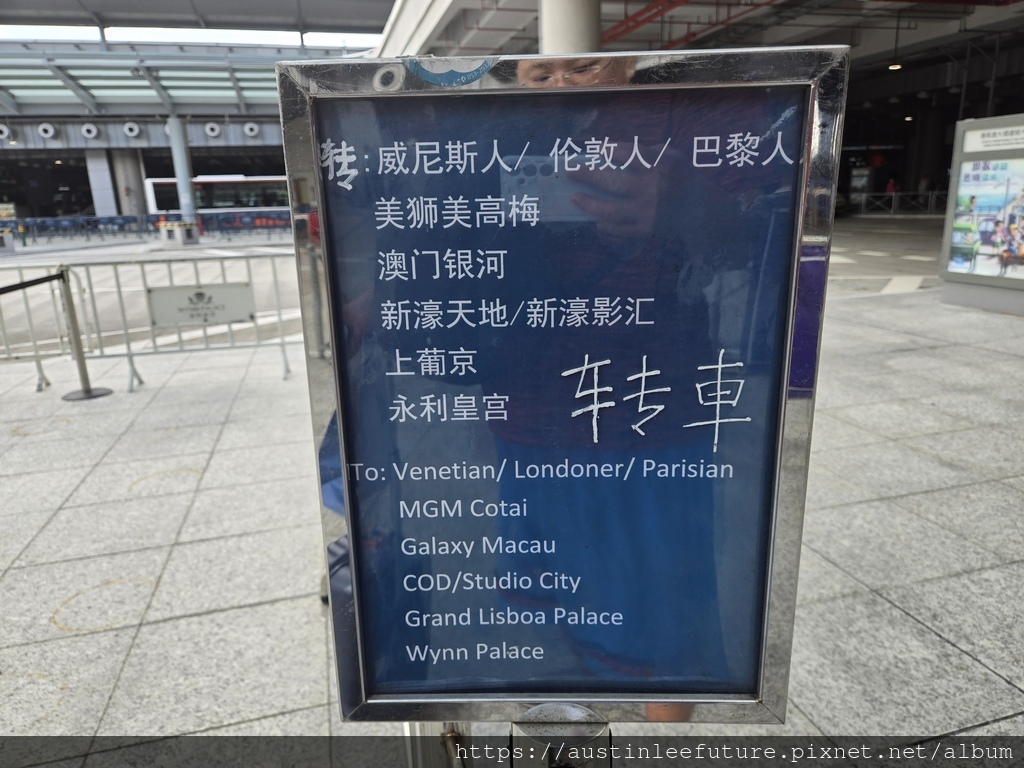 转:威尼斯人/ 伦敦人/ 巴黎人
美狮美高梅
澳门银河
新濠天地/新濠影汇
上葡京
永利皇宫
转車
To: Venetian/ Londoner/ Parisian
MGM Cotai
Galaxy Macau
COD/Studio City
Grand Lisboa Palace
Wynn Palace
https://austinleefuture.pixnet.net/album